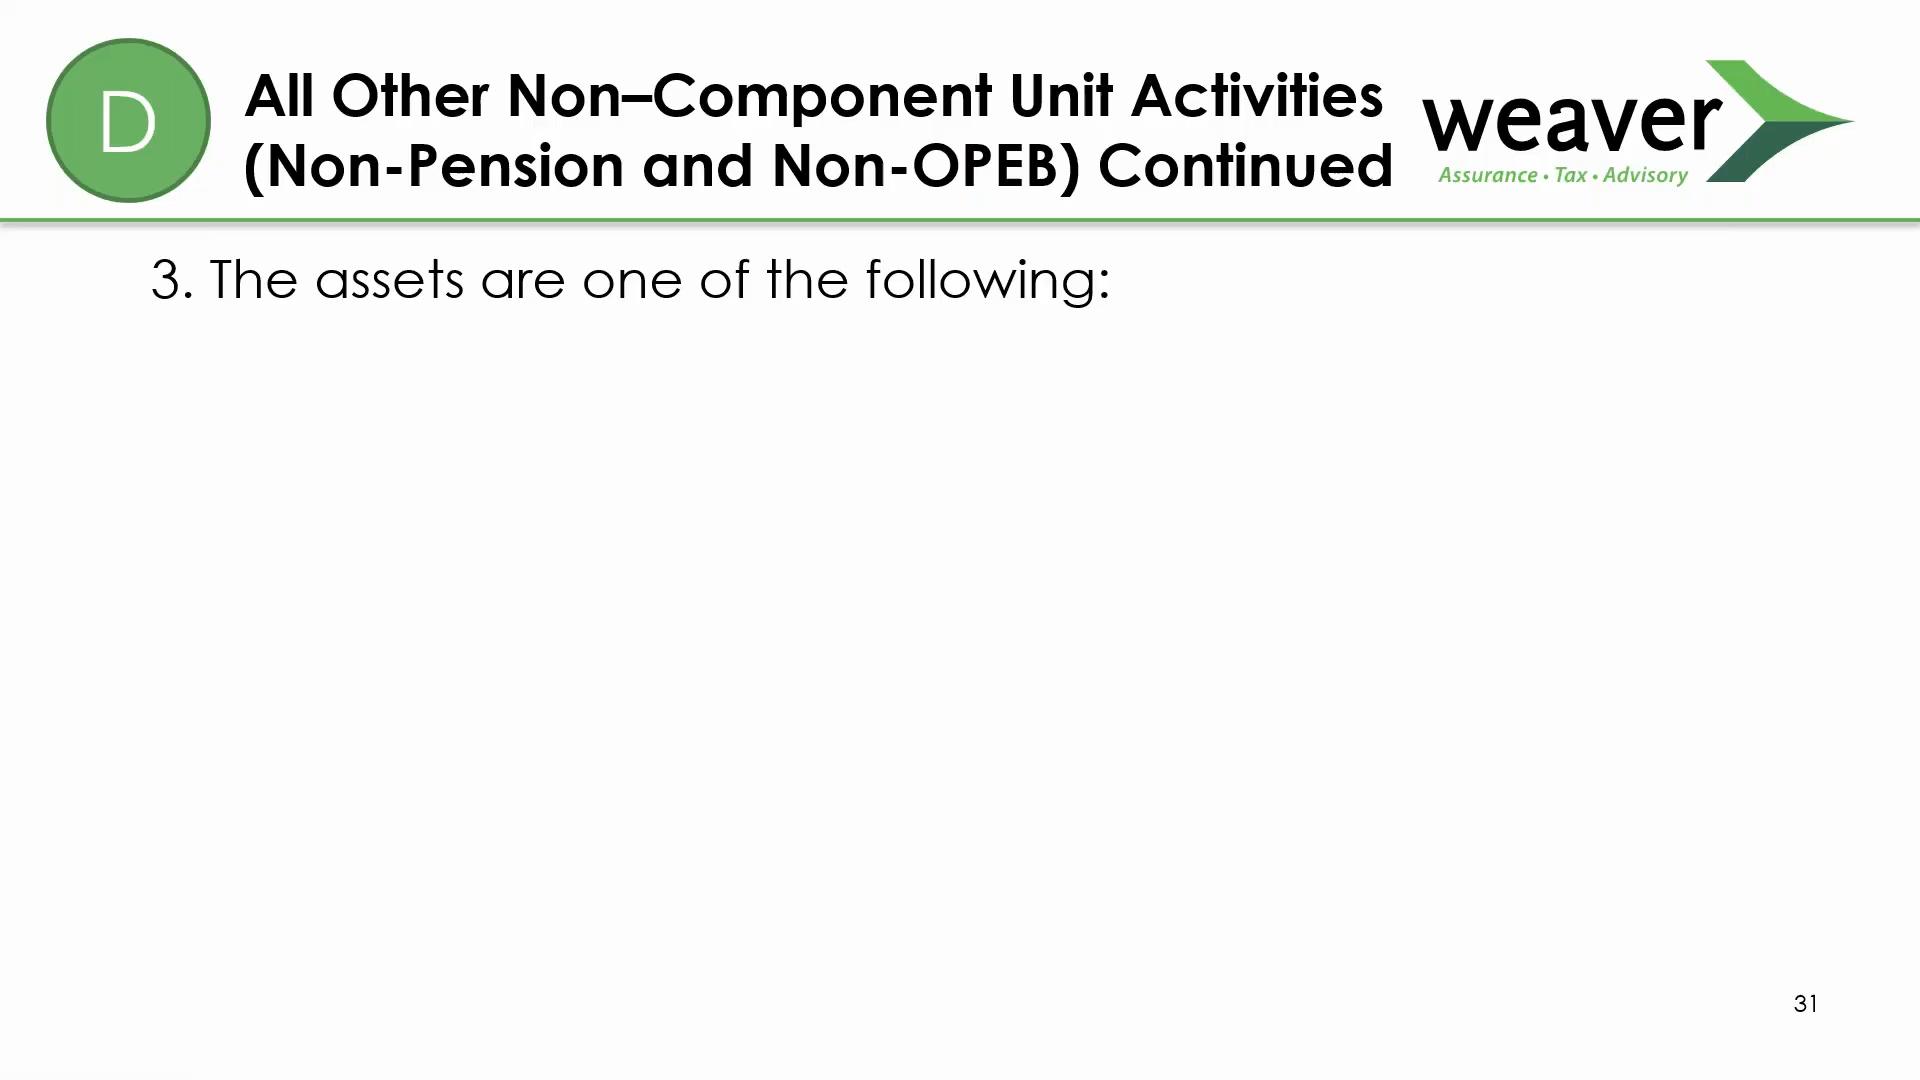 D
All Other Non–Component Unit Activities
(Non-Pension and Non-OPEB) Continued
weaver
Assurance • Tax • Advisory
3. The assets are one of the following:
31